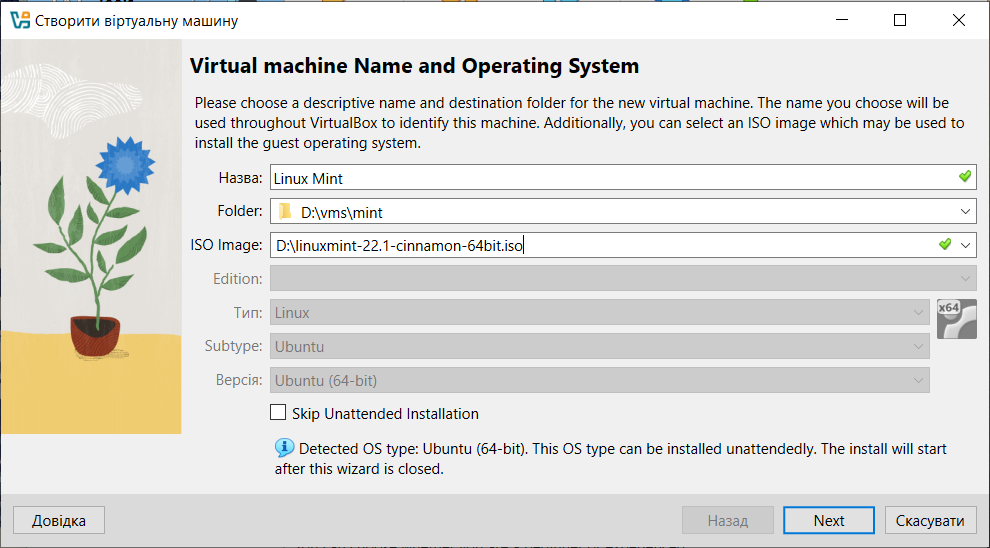 Створити віртуальну машину
Virtual machine Name and Operating System
Please choose a descriptive name and destination folder for the new virtual machine. The name you choose will be
used throughout VirtualBox to identify this machine. Additionally, you can select an ISO image which may be used to
install the guest operating system.
Назва: Linux Mint
Folder: D:\vms\mint
ISO Image: D:\linuxmint-22.1-cinnamon-64bit.iso
Edition:
Тип: Linux
x64
Subtype: Ubuntu
Версія: Ubuntu (64-bit)
Skip Unattended Installation
Detected OS type: Ubuntu (64-bit). This OS type can be installed unattendedly. The install will start
after this wizard is closed.
Довідка Назад Next Скасувати